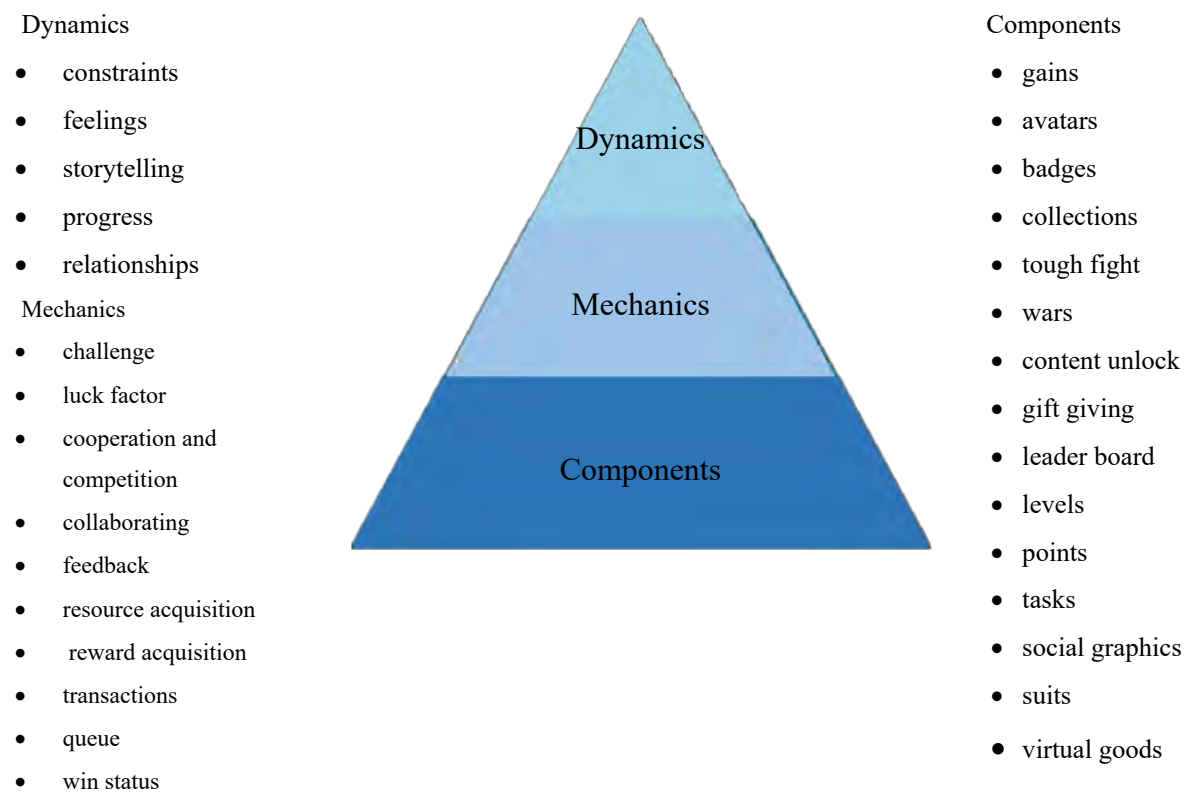 Dynamics
• constraints
• feelings
• storytelling
• progress
• relationships
Mechanics
• challenge
• luck factor
• cooperation and
competition
• collaborating
• feedback
• resource acquisition
• reward acquisition
• transactions
• queue
• win status
Dynamics
Mechanics
Components
Components
• gains
• avatars
• badges
• collections
• tough fight
• wars
• content unlock
• gift giving
• leader board
• levels
• points
• tasks
• social graphics
• suits
• virtual goods